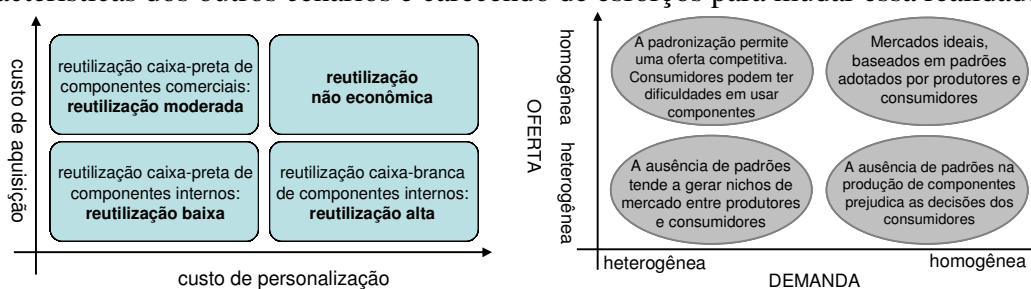 reutilização caixa-preta de
componentes comerciais:
reutilização moderada
reutilização
não econômica
reutilização caixa-preta de
componentes internos:
reutilização baixa
reutilização caixa-branca
de componentes internos:
reutilização alta
custo de aquisição
custo de personalização
A padronização permite
uma oferta competitiva.
Consumidores podem ter
dificuldades em usar
componentes
Mercados ideais,
baseados em padrões
adotados por produtores e
consumidores
A ausência de padrões
tende a gerar nichos de
mercado entre produtores
e consumidores
A ausência de padrões na
produção de componentes
prejudica as decisões dos
consumidores
OFERTA
heterogênea homogênea
heterogênea homogênea
DEMANDA